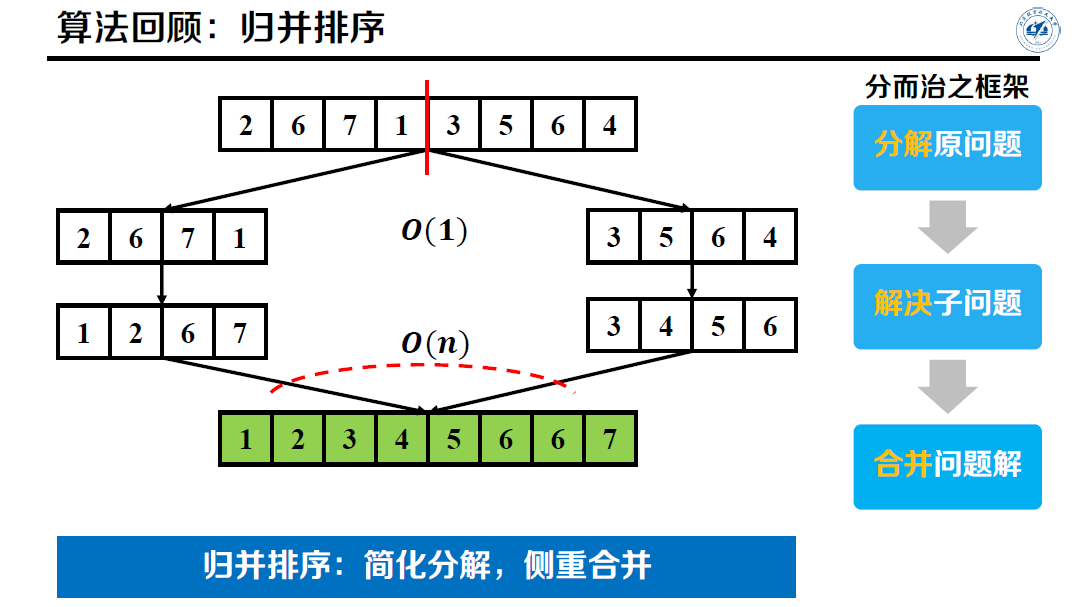 算法回顾：归并排序
分而治之框架
2 6 7 1 3 5 6 4
分解原问题
O(1)
2 6 7 1
3 5 6 4
解决子问题
1 2 6 7
3 4 5 6
O(n)
1 2 3 4 5 6 6 7
合并问题解
归并排序：简化分解，侧重合并